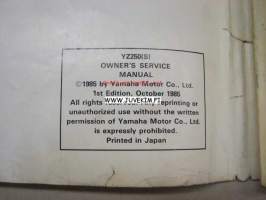 YZ250(S)
OWNER'S SERVICE
MANUAL
©1985 by Yamaha Motor Co., Ltd.
1st Edition, October 1985
All rights reserved. Any reprinting or
www.JUVEKIM.FI
unauthorized use without the written
permission of Yamaha Motor Co., Ltd.
is expressly prohibited.
Printed in Japan